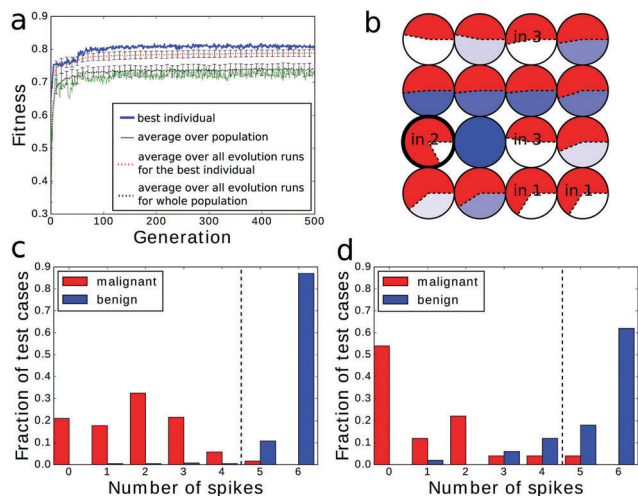 a
0.9
0.8
0.7
0.6
0.5
0.4
0.3
0 100 200 300 400 500
Fitness
Generation
best individual
average over population
average over all evolution runs
for the best individual
average over all evolution runs
for whole population
b
in 3
in 2
in 3
in 1
in 1
c
0.9
0.8
0.7
0.6
0.5
0.4
0.3
0.2
0.1
0.0
0 1 2 3 4 5 6
Fraction of test cases
Number of spikes
malignant
benign
d
0.9
0.8
0.7
0.6
0.5
0.4
0.3
0.2
0.1
0.0
0 1 2 3 4 5 6
Fraction of test cases
Number of spikes
malignant
benign